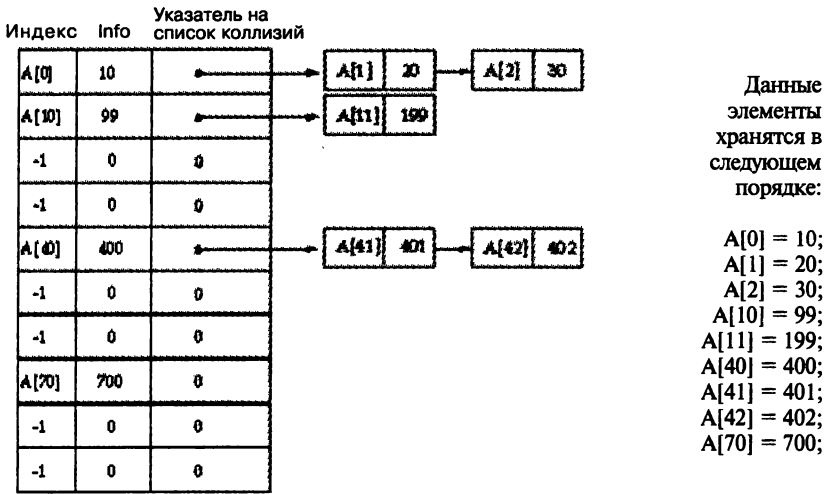 Указатель на
Индекс Info список коллизий
A[0] 10 A[1] 20 A[2] 30
A[10] 99 A[11] 199
-1 0 0
-1 0 0
A[40] 400 A[41] 401 A[42] 402
-1 0 0
-1 0 0
A[70] 700 0
-1 0 0
-1 0 0
Данные
элементы
хранятся в
следующем
порядке:
A[0] = 10;
A[1] = 20;
A[2] = 30;
A[10] = 99;
A[11] = 199;
A[40] = 400;
A[41] = 401;
A[42] = 402;
A[70] = 700;